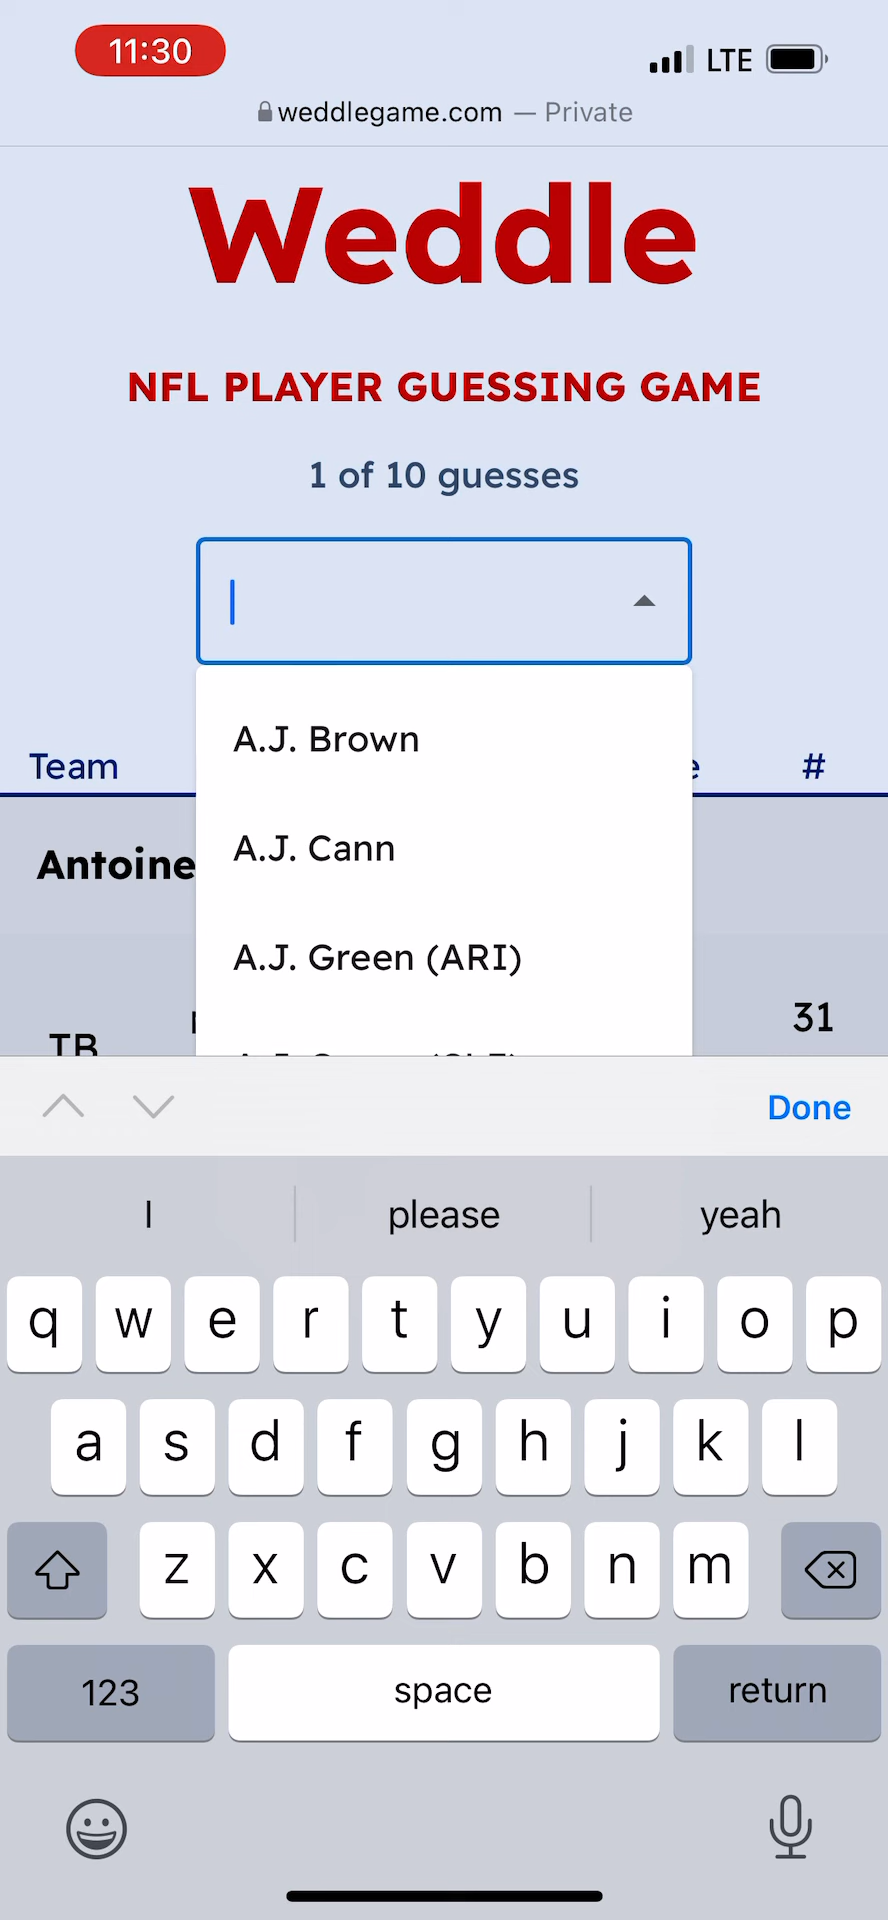 11:30
LTE
weddlegame.com — Private
Weddle
NFL PLAYER GUESSING GAME
1 of 10 guesses
A.J. Brown
Team
#
A.J. Cann
Antoine
A.J. Green (ARI)
31
TB
Done
I please yeah
q w e r t y u i o p
a s d f g h j k l
z x c v b n m
123 space return